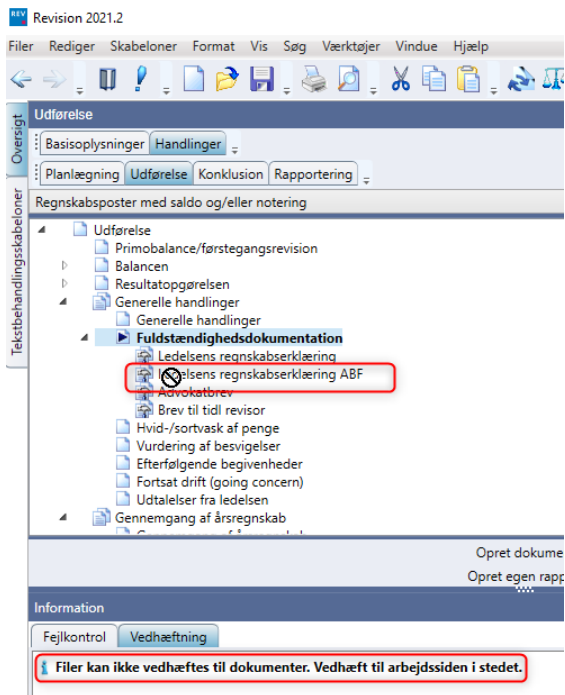 REV Revision 2021.2
Filer Rediger Skabeloner Format Vis Søg Værktøjer Vindue Hjælp
Oversigt
Tekstbehandlingsskabeloner
Udførelse
Basisoplysninger Handlinger
Planlægning Udførelse Konklusion Rapportering
Regnskabsposter med saldo og/eller notering
Udførelse
Primobalance/førstegangsrevision
Balancen
Resultatopgørelsen
Generelle handlinger
Generelle handlinger
Fuldstændighedsdokumentation
Ledelsens regnskabserklæring
Ledelsens regnskabserklæring ABF
Advokatbrev
Brev til tidl revisor
Hvid-/sortvask af penge
Vurdering af besvigelser
Efterfølgende begivenheder
Fortsat drift (going concern)
Udtalelser fra ledelsen
Gennemgang af årsregnskab
Opret dokume
Opret egen rapp
Information
Fejlkontrol Vedhæftning
Filer kan ikke vedhæftes til dokumenter. Vedhæft til arbejdssiden i stedet.